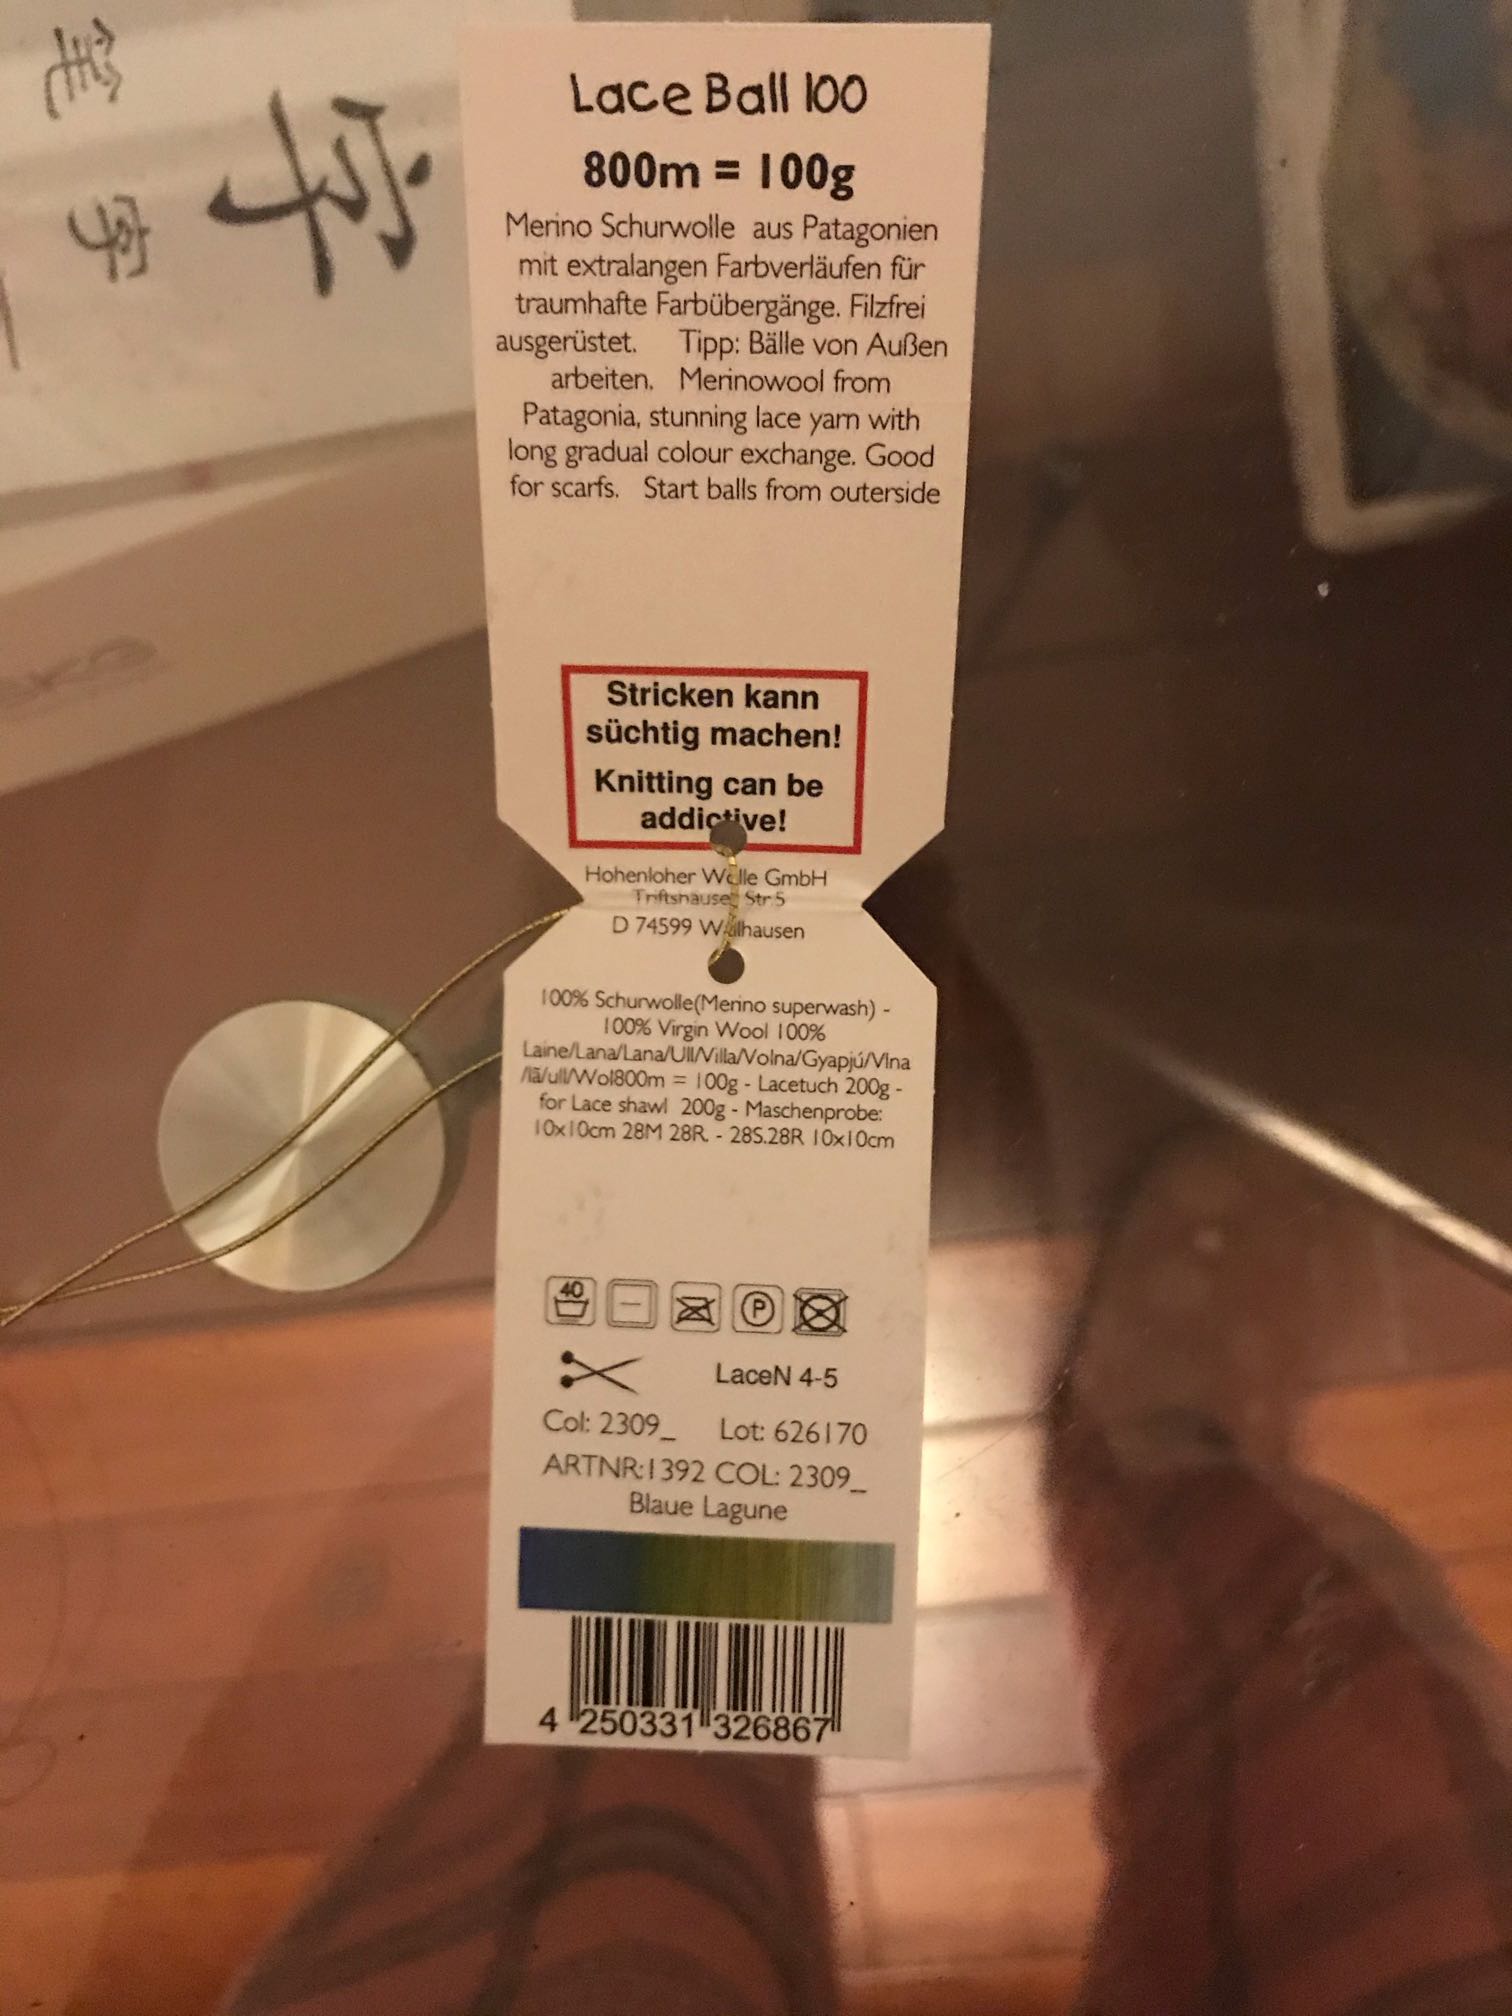 Lace Ball 100
800m = 100g
Merino Schurwolle aus Patagonien
mit extralangen Farbverläufen für
traumhafte Farbübergänge. Filzfrei
ausgerüstet. Tipp: Bälle von Außen
arbeiten. Merinowool from
Patagonia, stunning lace yarn with
long gradual colour exchange. Good
for scarfs. Start balls from outerside
Stricken kann
süchtig machen!
Knitting can be
addictive!
Hohenloher Wolle GmbH
Triftshauser Str.5
D 74599 Wallhausen
100% Schurwolle(Merino superwash) -
100% Virgin Wool 100%
Laine/Lana/Lana/Ull/Villa/Volna/Gyapjú/Vlna
/lã/ull/Wol800m = 100g - Lacetuch 200g -
for Lace shawl 200g - Maschenprobe:
10x10cm 28M 28R. - 28S.28R 10x10cm
40
P
LaceN 4-5
Col: 2309_ Lot: 626170
ARTNR:1392 COL: 2309_
Blaue Lagune
4 250331 326867